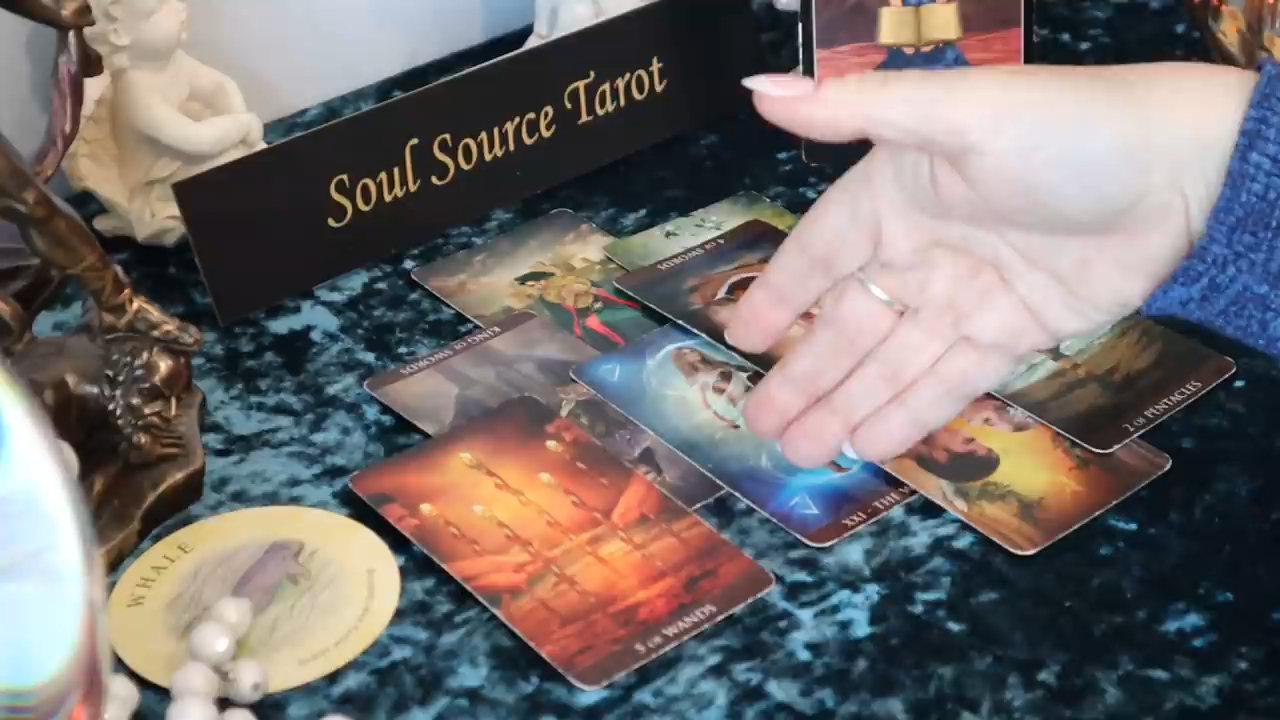 Soul Source Tarot
4 OF SWORDS
KING OF SWORDS
2 OF PENTACLES
XXI - THE
5 OF WANDS
WHALE